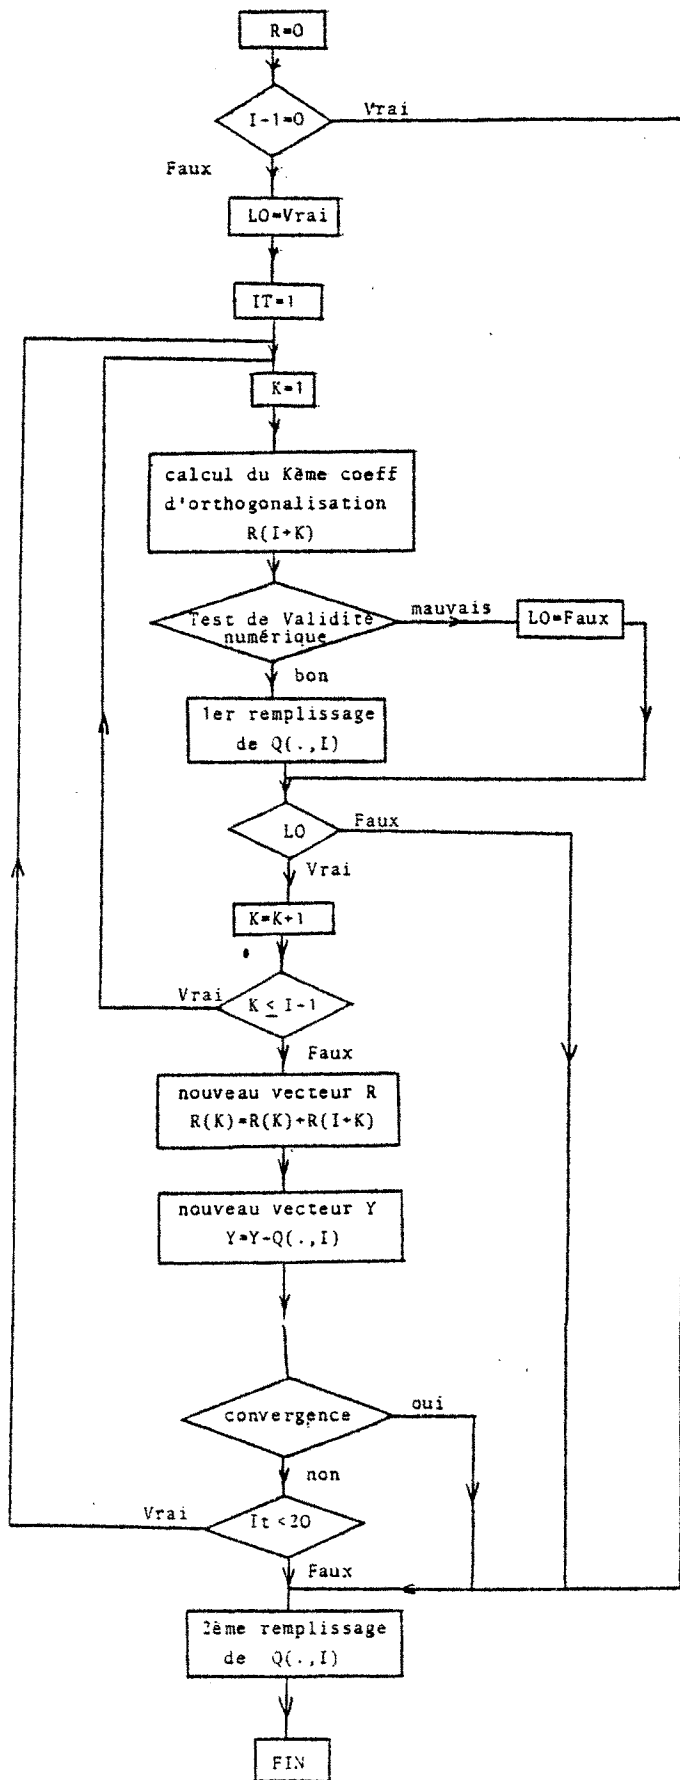 R=0
I-1=0
Vrai
Faux
LO=Vrai
IT=1
K=1
calcul du Kème coeff
d'orthogonalisation
R(I+K)
Test de Validité
numérique
mauvais
LO=Faux
bon
1er remplissage
de Q(.,I)
LO
Faux
Vrai
K=K+1
Vrai
K ≤ I-1
Faux
nouveau vecteur R
R(K)=R(K)+R(I+K)
nouveau vecteur Y
Y=Y-Q(.,I)
convergence
oui
non
Vrai
It <20
Faux
2ème remplissage
de Q(.,I)
FIN